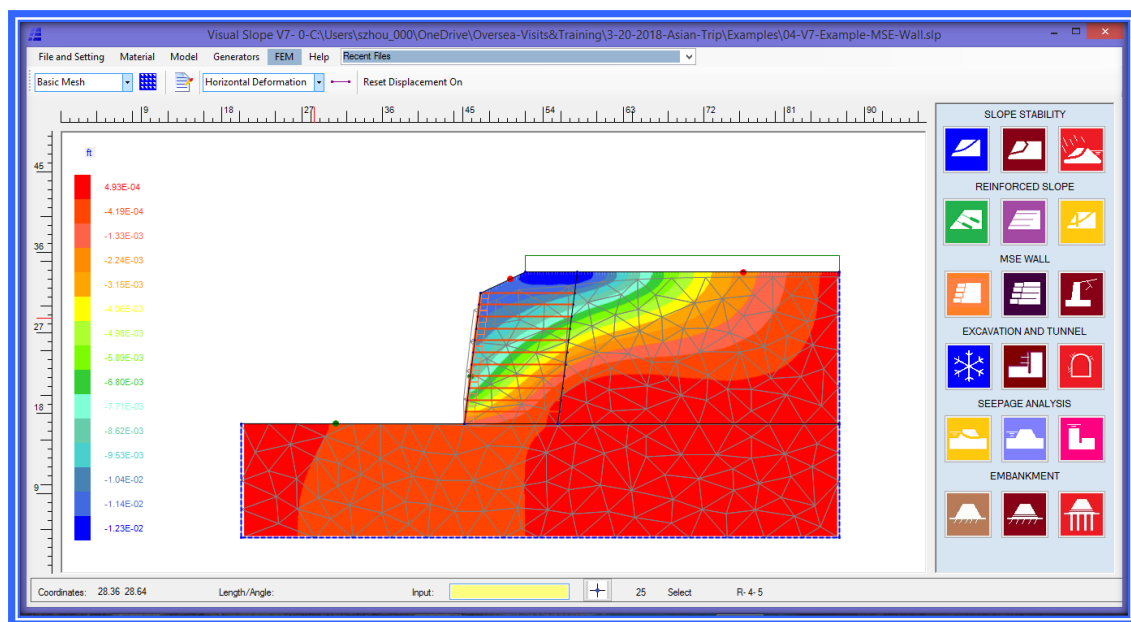 Visual Slope V7- 0-C:\Users\szhou_000\OneDrive\Oversea-Visits&Training\3-20-2018-Asian-Trip\Examples\04-V7-Example-MSE-Wall.slp
File and Setting Material Model Generators FEM Help Recent Files
Basic Mesh Horizontal Deformation Reset Displacement On
9 18 27 36 45 54 63 72 81 90
45
36
27
18
9
ft
4.93E-04
-4.19E-04
-1.33E-03
-2.24E-03
-3.15E-03
-4.06E-03
-4.98E-03
-5.89E-03
-6.80E-03
-7.71E-03
-8.62E-03
-9.53E-03
-1.04E-02
-1.14E-02
-1.23E-02
SLOPE STABILITY
REINFORCED SLOPE
MSE WALL
EXCAVATION AND TUNNEL
SEEPAGE ANALYSIS
EMBANKMENT
Coordinates: 28.36 28.64 Length/Angle: Input: 25 Select R- 4- 5